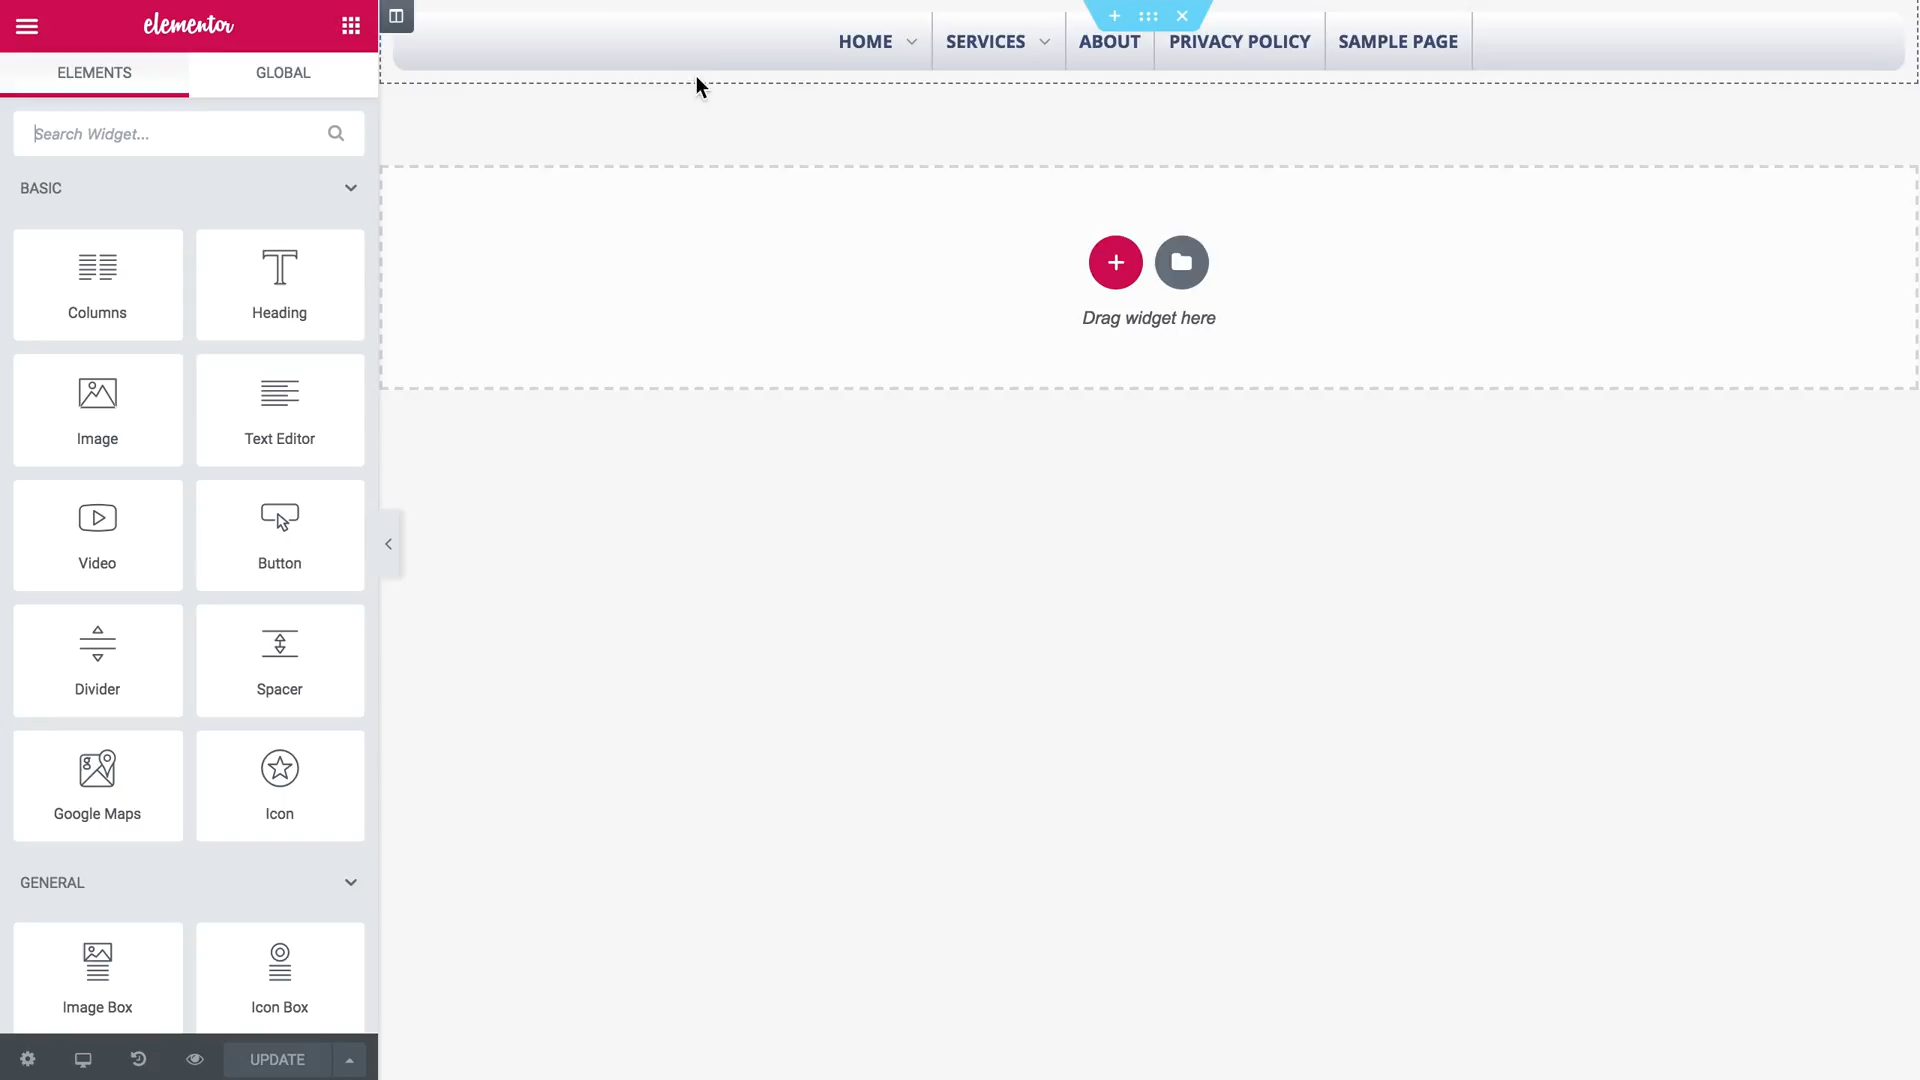 elementor
ELEMENTS GLOBAL
Search Widget...
BASIC
Columns Heading
Image Text Editor
Video Button
Divider Spacer
Google Maps Icon
GENERAL
Image Box Icon Box
UPDATE
HOME SERVICES ABOUT PRIVACY POLICY SAMPLE PAGE
Drag widget here